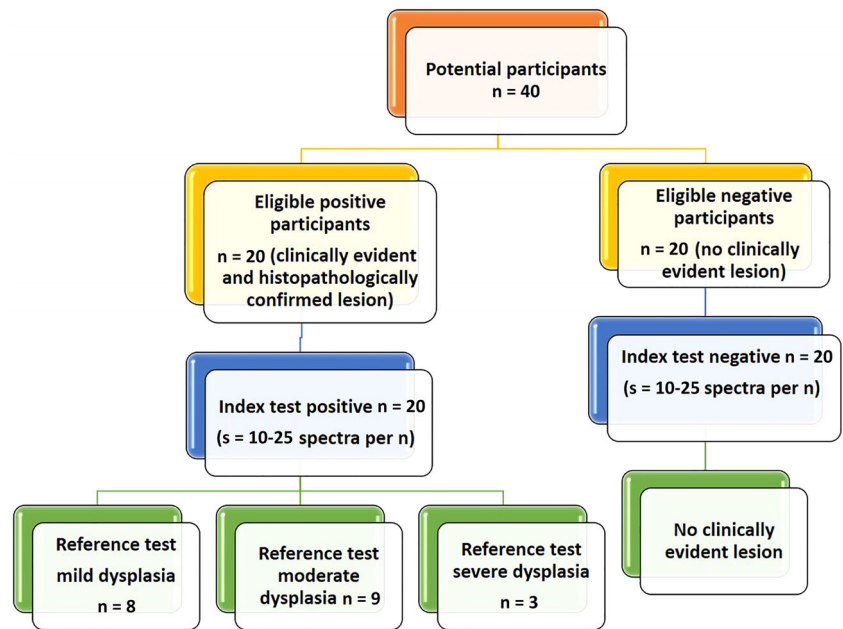 Potential participants
n = 40
Eligible positive
participants
n = 20 (clinically evident
and histopathologically
confirmed lesion)
Eligible negative
participants
n = 20 (no clinically
evident lesion)
Index test positive n = 20
(s = 10-25 spectra per n)
Index test negative n = 20
(s = 10-25 spectra per n)
Reference test
mild dysplasia
n = 8
Reference test
moderate
dysplasia n = 9
Reference test
severe dysplasia
n = 3
No clinically
evident lesion